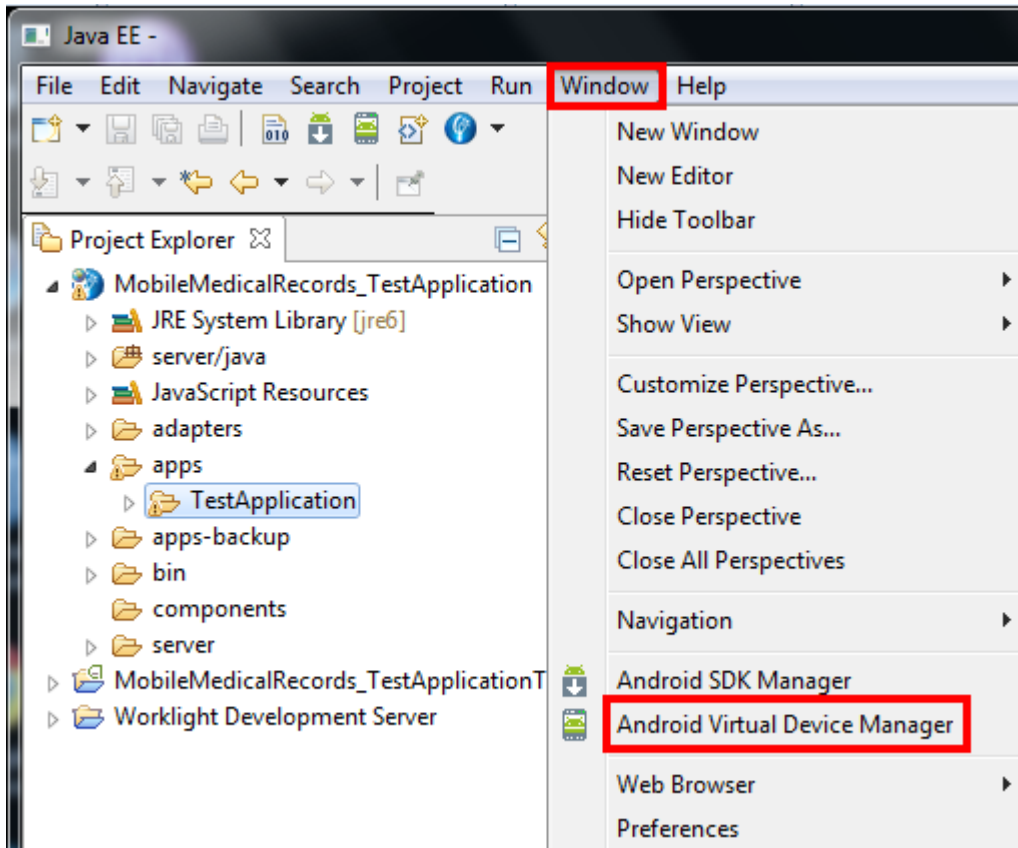 Java EE -
File Edit Navigate Search Project Run Window Help
Project Explorer
MobileMedicalRecords_TestApplication
JRE System Library [jre6]
server/java
JavaScript Resources
adapters
apps
TestApplication
apps-backup
bin
components
server
MobileMedicalRecords_TestApplicationT
Worklight Development Server
New Window
New Editor
Hide Toolbar
Open Perspective
Show View
Customize Perspective...
Save Perspective As...
Reset Perspective...
Close Perspective
Close All Perspectives
Navigation
Android SDK Manager
Android Virtual Device Manager
Web Browser
Preferences